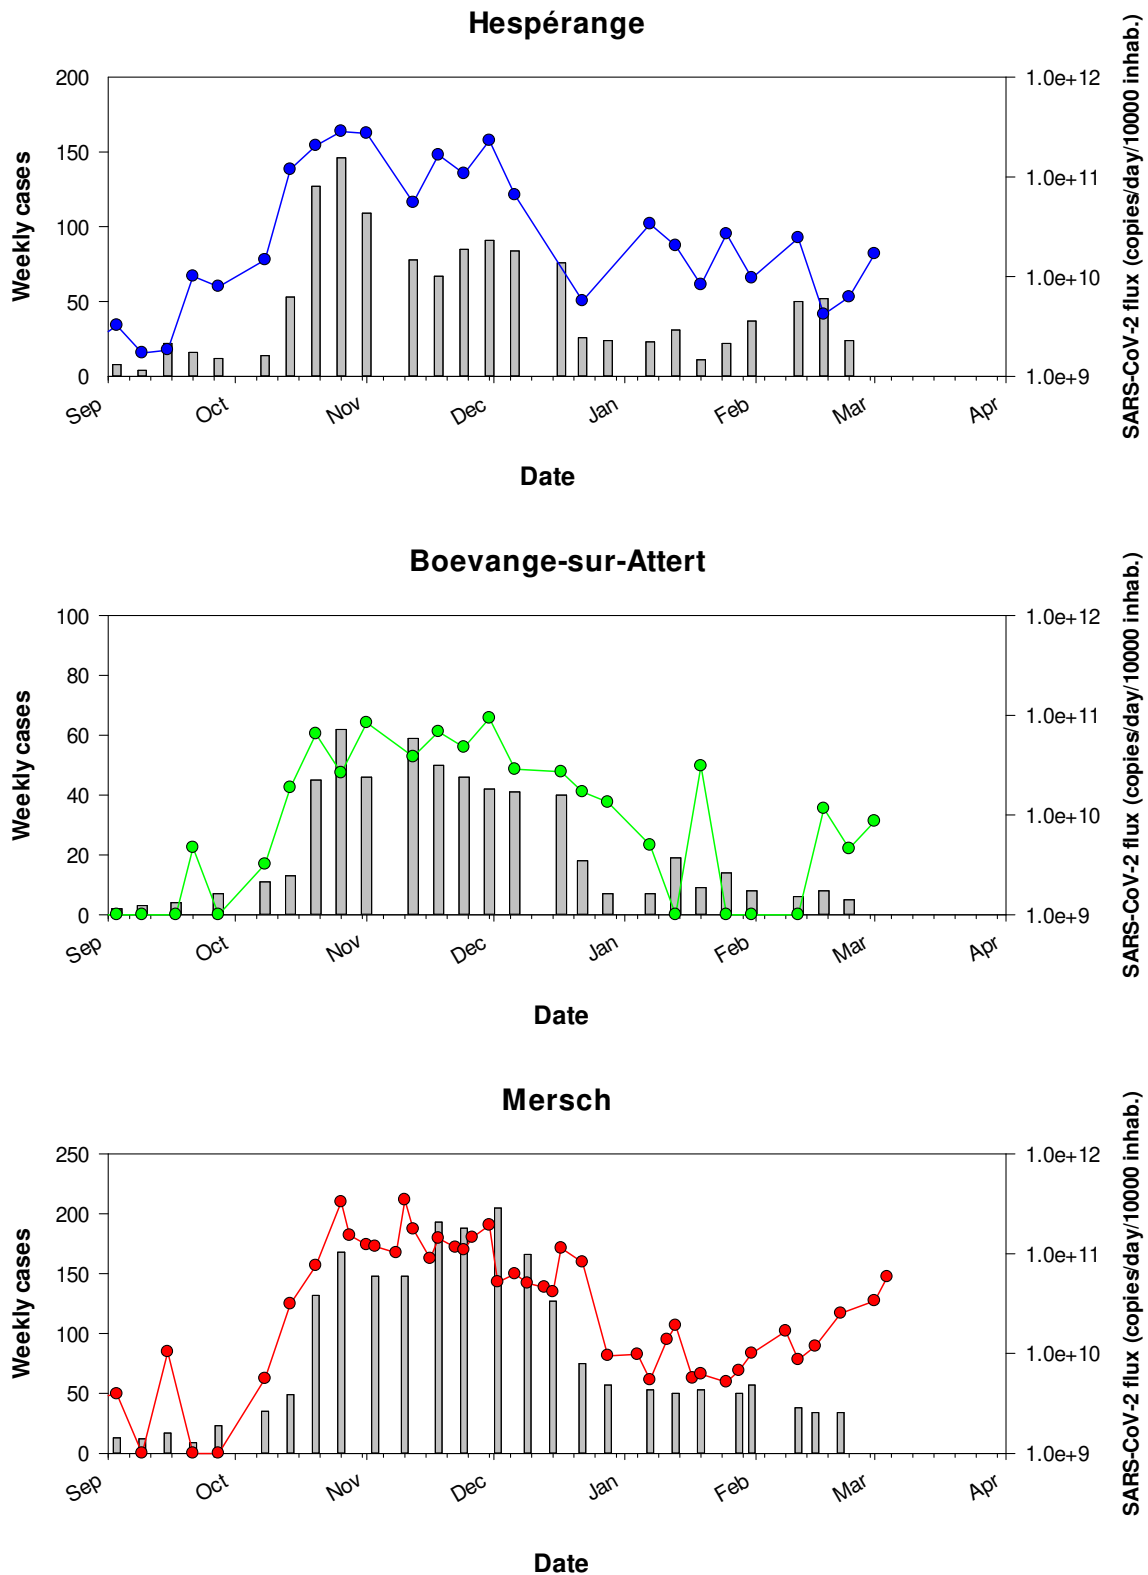 Hespérange
200
150
100
50
0
Weekly cases
1.0e+12
1.0e+11
1.0e+10
1.0e+9
SARS-CoV-2 flux (copies/day/10000 inhab.)
Sep Oct Nov Dec Jan Feb Mar Apr
Date
Boevange-sur-Attert
100
80
60
40
20
0
Weekly cases
1.0e+12
1.0e+11
1.0e+10
1.0e+9
SARS-CoV-2 flux (copies/day/10000 inhab.)
Sep Oct Nov Dec Jan Feb Mar Apr
Date
Mersch
250
200
150
100
50
0
Weekly cases
1.0e+12
1.0e+11
1.0e+10
1.0e+9
SARS-CoV-2 flux (copies/day/10000 inhab.)
Sep Oct Nov Dec Jan Feb Mar Apr
Date